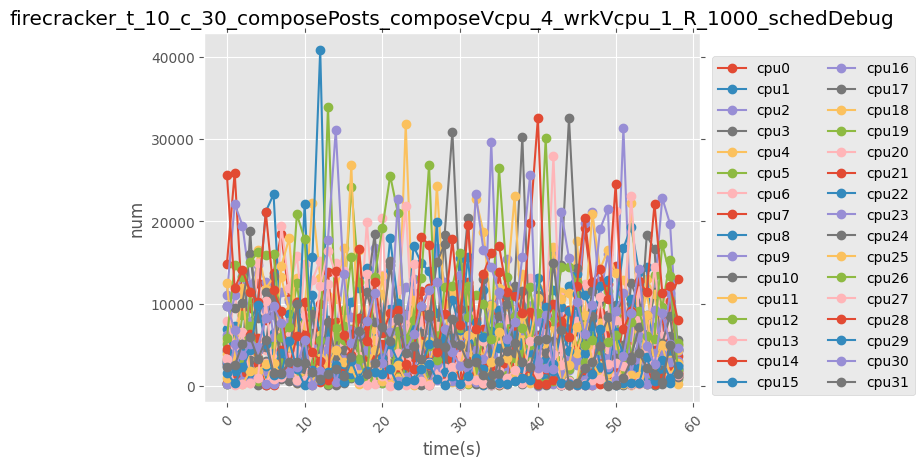 firecracker_t_10_c_30_composePosts_composeVcpu_4_wrkVcpu_1_R_1000_schedDebug
num
40000
30000
20000
10000
0
0
10
20
30
40
50
60
time(s)
cpu0
cpu1
cpu2
cpu3
cpu4
cpu5
cpu6
cpu7
cpu8
cpu9
cpu10
cpu11
cpu12
cpu13
cpu14
cpu15
cpu16
cpu17
cpu18
cpu19
cpu20
cpu21
cpu22
cpu23
cpu24
cpu25
cpu26
cpu27
cpu28
cpu29
cpu30
cpu31